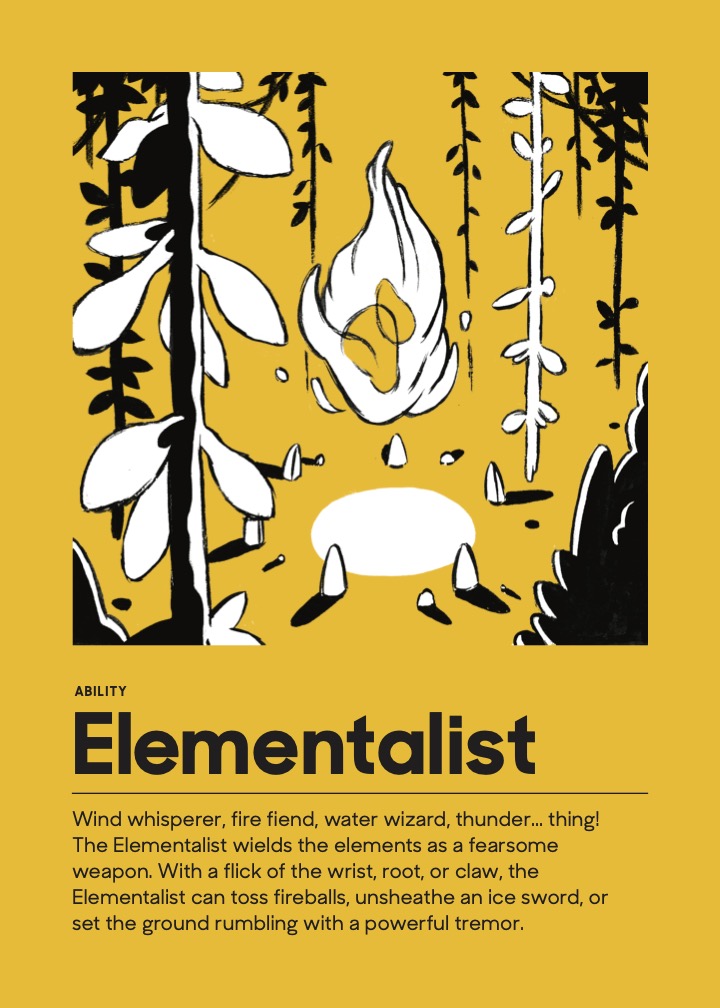 ABILITY
Elementalist
Wind whisperer, fire fiend, water wizard, thunder... thing!
The Elementalist wields the elements as a fearsome
weapon. With a flick of the wrist, root, or claw, the
Elementalist can toss fireballs, unsheathe an ice sword, or
set the ground rumbling with a powerful tremor.